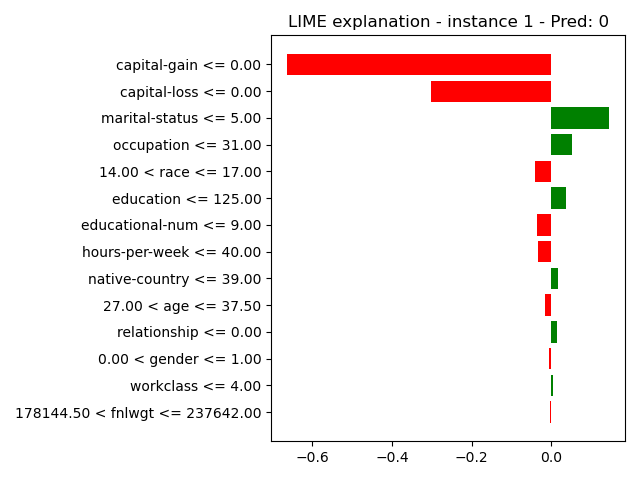 LIME explanation - instance 1 - Pred: 0
capital-gain <= 0.00
capital-loss <= 0.00
marital-status <= 5.00
occupation <= 31.00
14.00 < race <= 17.00
education <= 125.00
educational-num <= 9.00
hours-per-week <= 40.00
native-country <= 39.00
27.00 < age <= 37.50
relationship <= 0.00
0.00 < gender <= 1.00
workclass <= 4.00
178144.50 < fnlwgt <= 237642.00
−0.6 −0.4 −0.2 0.0